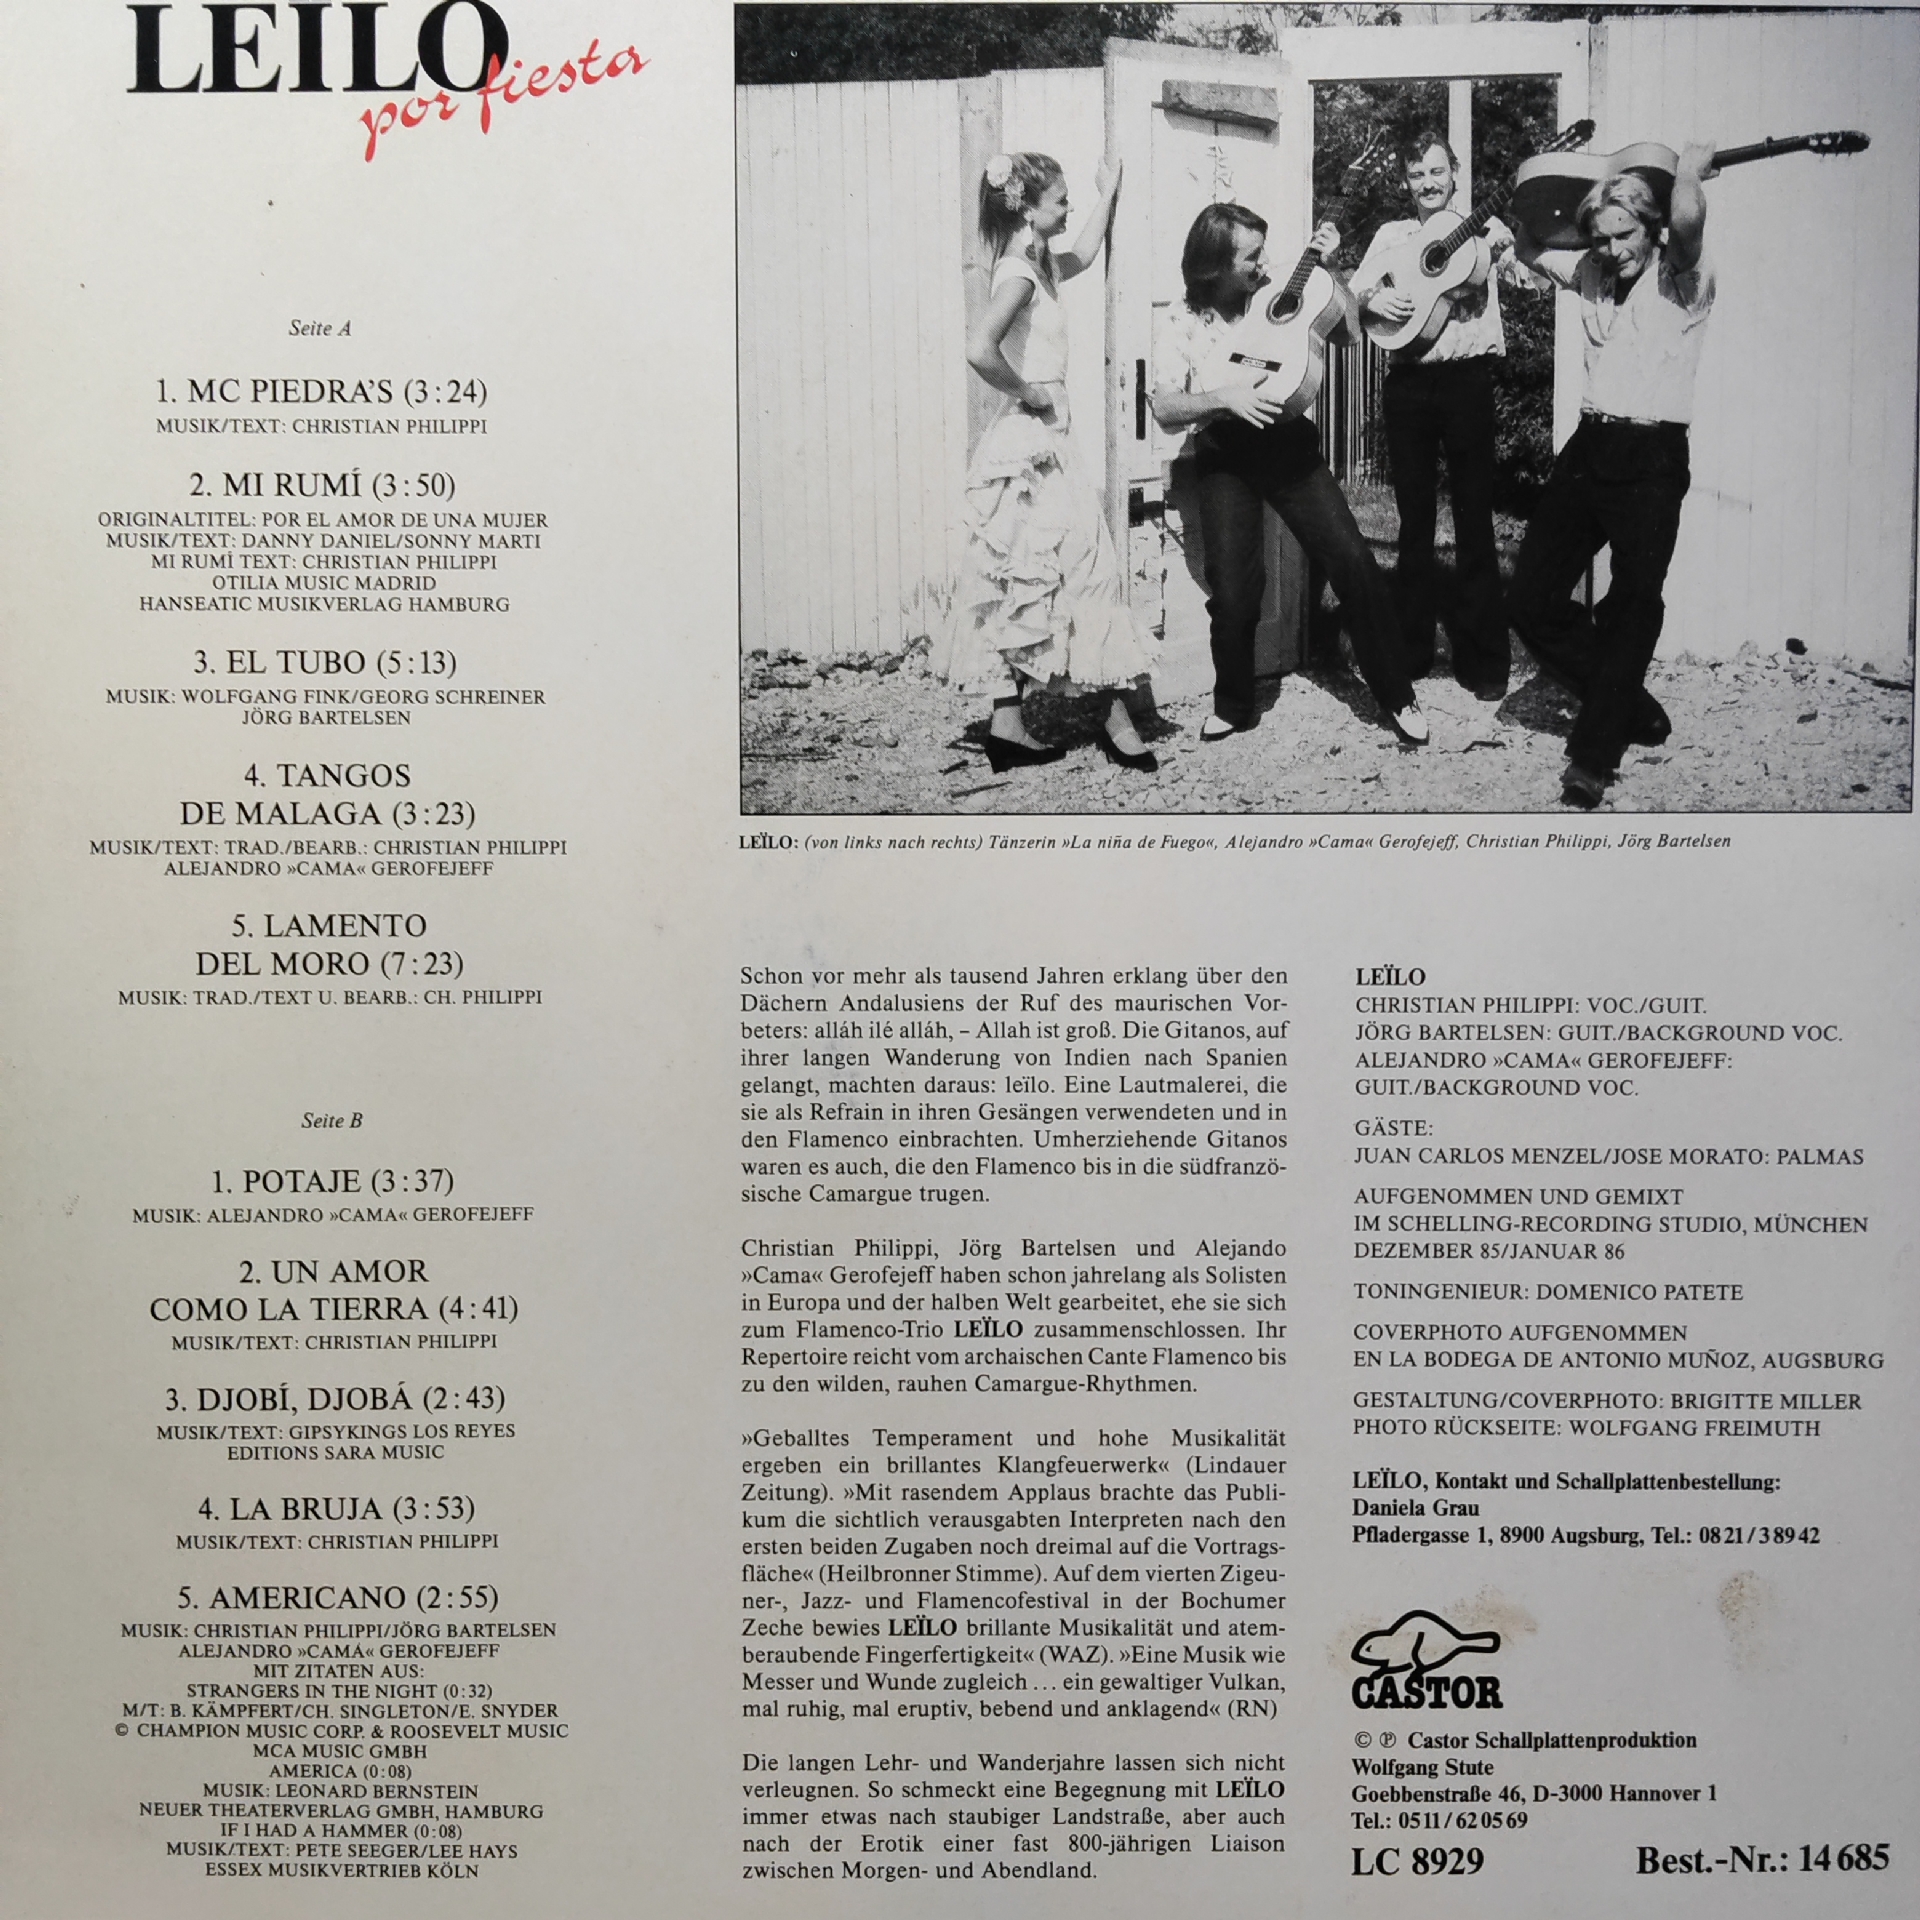 LEÏLO
por fiesta
Seite A
1. MC PIEDRA'S (3:24)
MUSIK/TEXT: CHRISTIAN PHILIPPI
2. MI RUMÍ (3:50)
ORIGINALTITEL: POR EL AMOR DE UNA MUJER
MUSIK/TEXT: DANNY DANIEL/SONNY MARTI
MI RUMÍ TEXT: CHRISTIAN PHILIPPI
OTILIA MUSIC MADRID
HANSEATIC MUSIKVERLAG HAMBURG
3. EL TUBO (5:13)
MUSIK: WOLFGANG FINK/GEORG SCHREINER
JÖRG BARTELSEN
4. TANGOS
DE MALAGA (3:23)
MUSIK/TEXT: TRAD./BEARB.: CHRISTIAN PHILIPPI
ALEJANDRO »CAMA« GEROFEJEFF
5. LAMENTO
DEL MORO (7:23)
MUSIK: TRAD./TEXT U. BEARB.: CH. PHILIPPI
Seite B
1. POTAJE (3:37)
MUSIK: ALEJANDRO »CAMA« GEROFEJEFF
2. UN AMOR
COMO LA TIERRA (4:41)
MUSIK/TEXT: CHRISTIAN PHILIPPI
3. DJOBÍ, DJOBÁ (2:43)
MUSIK/TEXT: GIPSYKINGS LOS REYES
EDITIONS SARA MUSIC
4. LA BRUJA (3:53)
MUSIK/TEXT: CHRISTIAN PHILIPPI
5. AMERICANO (2:55)
MUSIK: CHRISTIAN PHILIPPI/JÖRG BARTELSEN
ALEJANDRO »CAMÁ« GEROFEJEFF
MIT ZITATEN AUS:
STRANGERS IN THE NIGHT (0:32)
M/T: B. KÄMPFERT/CH. SINGLETON/E. SNYDER
© CHAMPION MUSIC CORP. & ROOSEVELT MUSIC
MCA MUSIC GMBH
AMERICA (0:08)
MUSIK: LEONARD BERNSTEIN
NEUER THEATERVERLAG GMBH, HAMBURG
IF I HAD A HAMMER (0:08)
MUSIK/TEXT: PETE SEEGER/LEE HAYS
ESSEX MUSIKVERTRIEB KÖLN
LEÏLO: (von links nach rechts) Tänzerin »La niña de Fuego«, Alejandro »Cama« Gerofejeff, Christian Philippi, Jörg Bartelsen
Schon vor mehr als tausend Jahren erklang über den
Dächern Andalusiens der Ruf des maurischen Vor-
beters: alláh ilé alláh, – Allah ist groß. Die Gitanos, auf
ihrer langen Wanderung von Indien nach Spanien
gelangt, machten daraus: leïlo. Eine Lautmalerei, die
sie als Refrain in ihren Gesängen verwendeten und in
den Flamenco einbrachten. Umherziehende Gitanos
waren es auch, die den Flamenco bis in die südfranzö-
sische Camargue trugen.
Christian Philippi, Jörg Bartelsen und Alejando
»Cama« Gerofejeff haben schon jahrelang als Solisten
in Europa und der halben Welt gearbeitet, ehe sie sich
zum Flamenco-Trio LEÏLO zusammenschlossen. Ihr
Repertoire reicht vom archaischen Cante Flamenco bis
zu den wilden, rauhen Camargue-Rhythmen.
»Geballtes Temperament und hohe Musikalität
ergeben ein brillantes Klangfeuerwerk« (Lindauer
Zeitung). »Mit rasendem Applaus brachte das Publi-
kum die sichtlich verausgabten Interpreten nach den
ersten beiden Zugaben noch dreimal auf die Vortrags-
fläche« (Heilbronner Stimme). Auf dem vierten Zigeu-
ner-, Jazz- und Flamencofestival in der Bochumer
Zeche bewies LEÏLO brillante Musikalität und atem-
beraubende Fingerfertigkeit« (WAZ). »Eine Musik wie
Messer und Wunde zugleich ... ein gewaltiger Vulkan,
mal ruhig, mal eruptiv, bebend und anklagend« (RN)
Die langen Lehr- und Wanderjahre lassen sich nicht
verleugnen. So schmeckt eine Begegnung mit LEÏLO
immer etwas nach staubiger Landstraße, aber auch
nach der Erotik einer fast 800-jährigen Liaison
zwischen Morgen- und Abendland.
LEÏLO
CHRISTIAN PHILIPPI: VOC./GUIT.
JÖRG BARTELSEN: GUIT./BACKGROUND VOC.
ALEJANDRO »CAMA« GEROFEJEFF:
GUIT./BACKGROUND VOC.
GÄSTE:
JUAN CARLOS MENZEL/JOSE MORATO: PALMAS
AUFGENOMMEN UND GEMIXT
IM SCHELLING-RECORDING STUDIO, MÜNCHEN
DEZEMBER 85/JANUAR 86
TONINGENIEUR: DOMENICO PATETE
COVERPHOTO AUFGENOMMEN
EN LA BODEGA DE ANTONIO MUÑOZ, AUGSBURG
GESTALTUNG/COVERPHOTO: BRIGITTE MILLER
PHOTO RÜCKSEITE: WOLFGANG FREIMUTH
LEÏLO, Kontakt und Schallplattenbestellung:
Daniela Grau
Pfladergasse 1, 8900 Augsburg, Tel.: 08 21/3 89 42
CASTOR
© ℗ Castor Schallplattenproduktion
Wolfgang Stute
Goebbenstraße 46, D-3000 Hannover 1
Tel.: 05 11/62 05 69
LC 8929
Best.-Nr.: 14 685